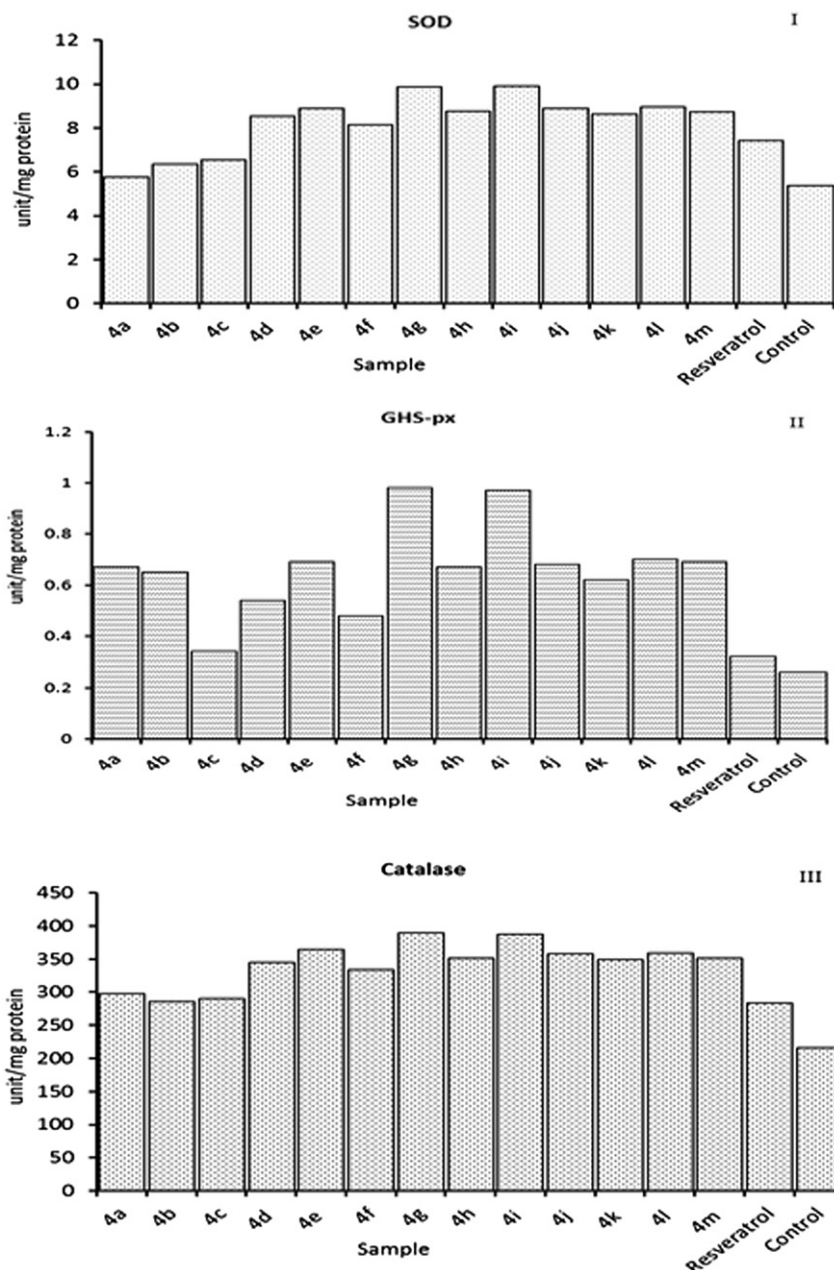 SOD
I
12
10
8
6
4
2
0
unit/mg protein
4a 4b 4c 4d 4e 4f 4g 4h 4i 4j 4k 4l 4m Resveratrol Control
Sample
GHS-px
II
1.2
1
0.8
0.6
0.4
0.2
0
unit/mg protein
4a 4b 4c 4d 4e 4f 4g 4h 4i 4j 4k 4l 4m Resveratrol Control
Sample
Catalase
III
450
400
350
300
250
200
150
100
50
0
unit/mg protein
4a 4b 4c 4d 4e 4f 4g 4h 4i 4j 4k 4l 4m Resveratrol Control
Sample